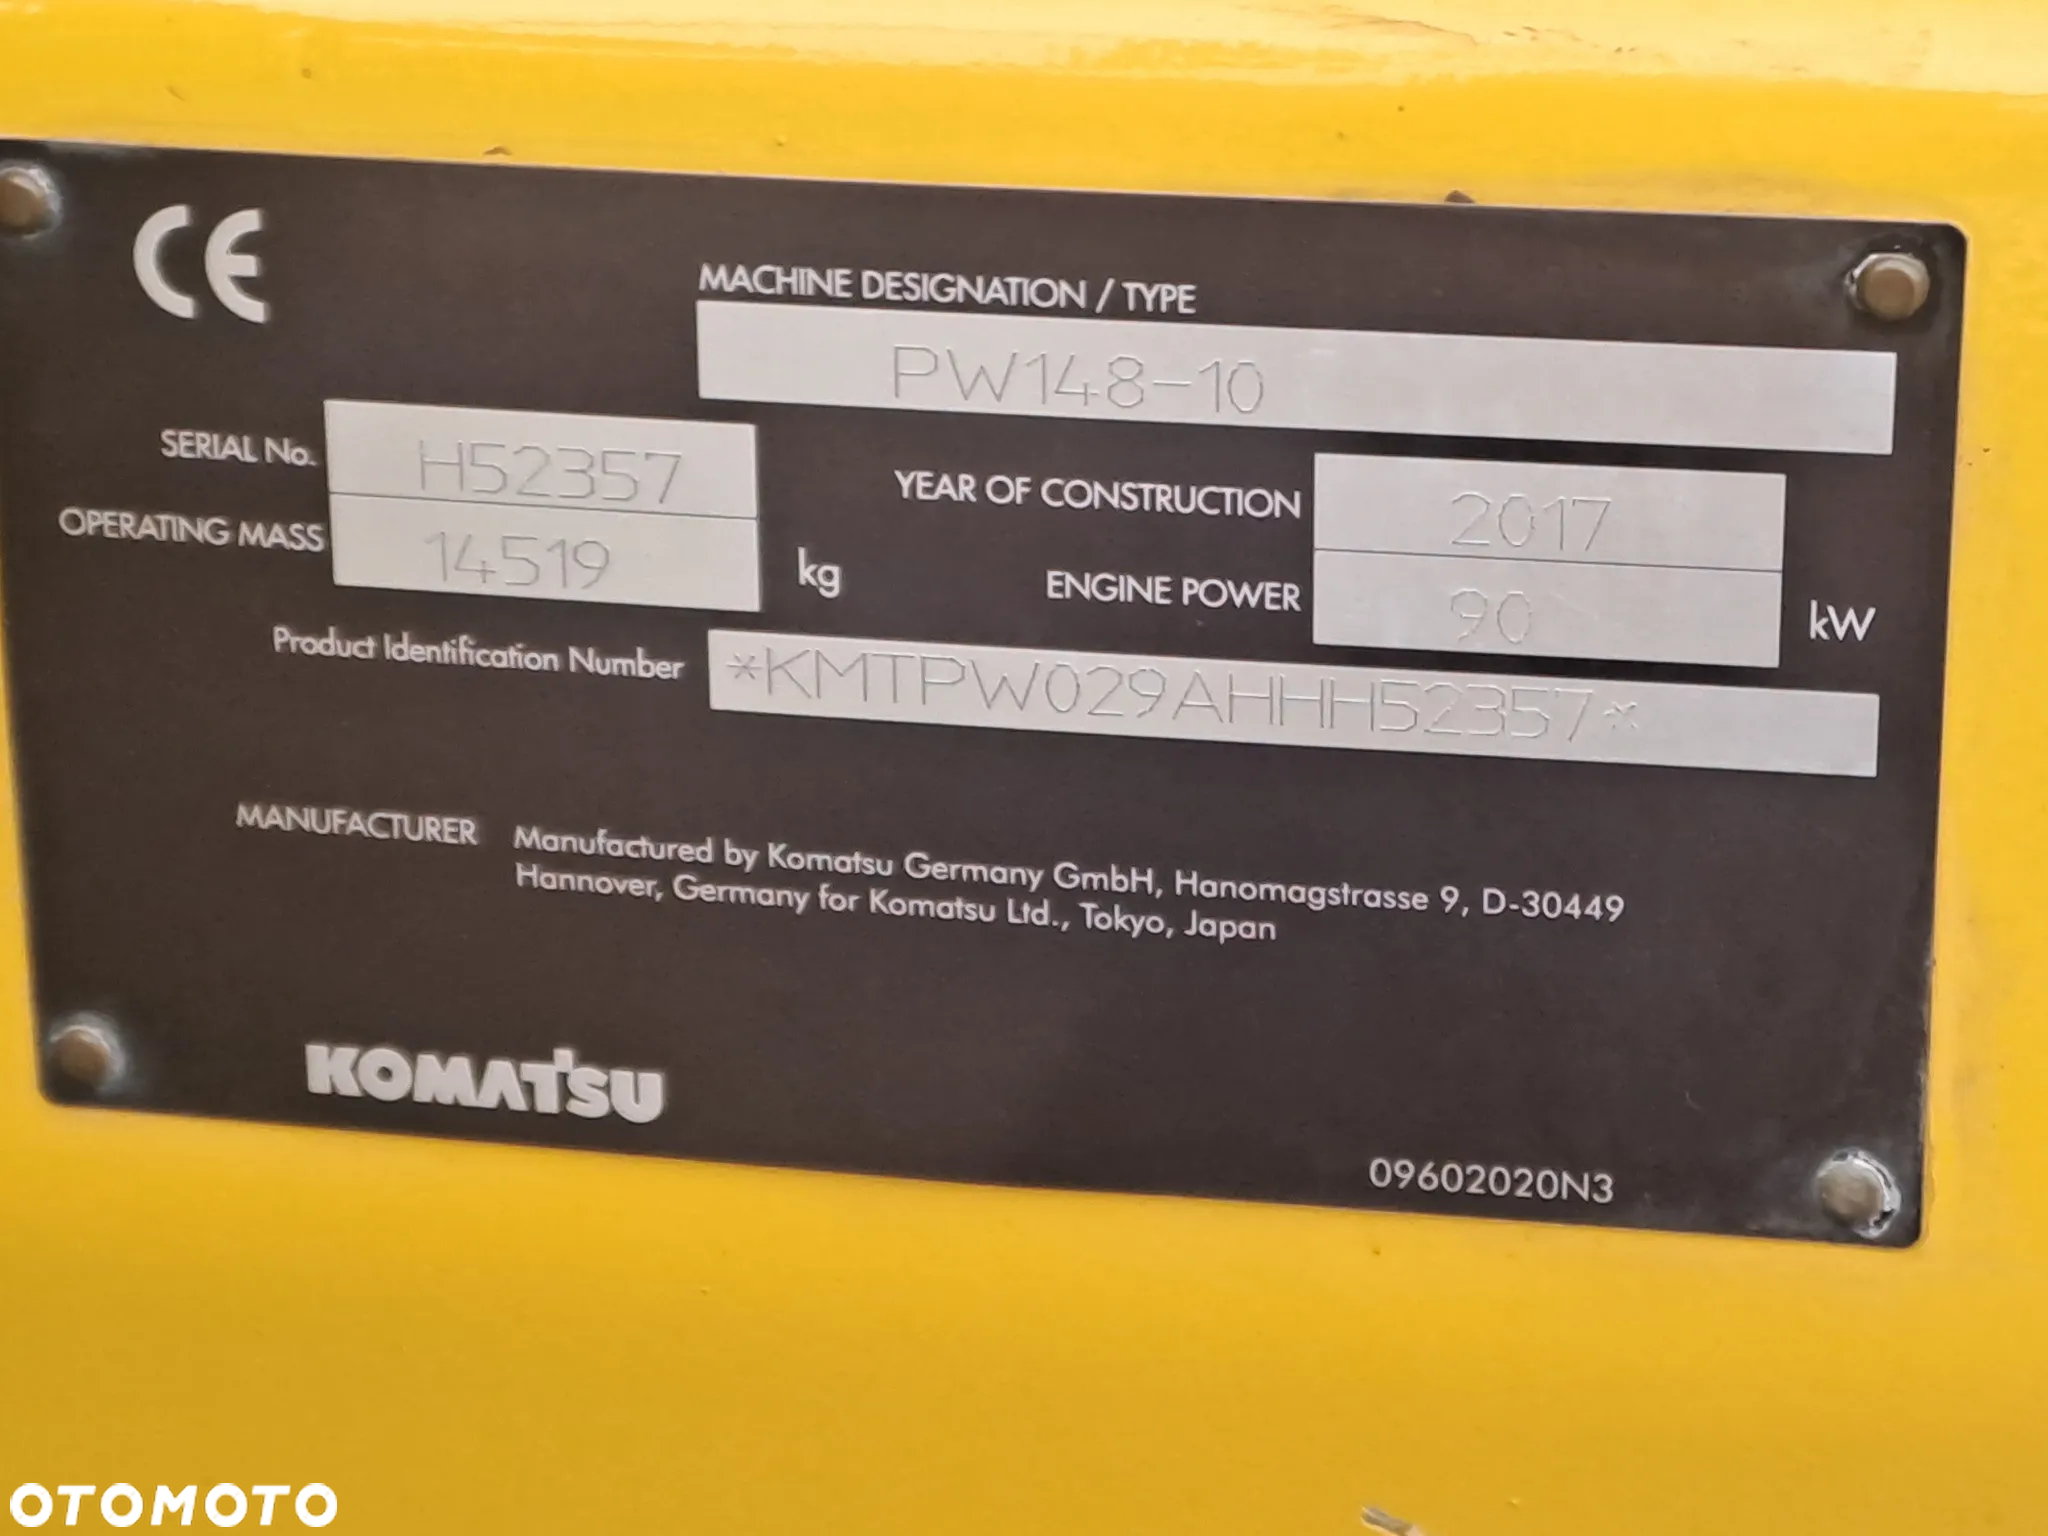 CE
MACHINE DESIGNATION / TYPE
PW148-10
SERIAL No. H52357
YEAR OF CONSTRUCTION 2017
OPERATING MASS 14519 kg
ENGINE POWER 90 kW
Product Identification Number *KMTPW029AHHH52357*
MANUFACTURER Manufactured by Komatsu Germany GmbH, Hanomagstrasse 9, D-30449
Hannover, Germany for Komatsu Ltd., Tokyo, Japan
KOMATSU
09602020N3
OTOMOTO